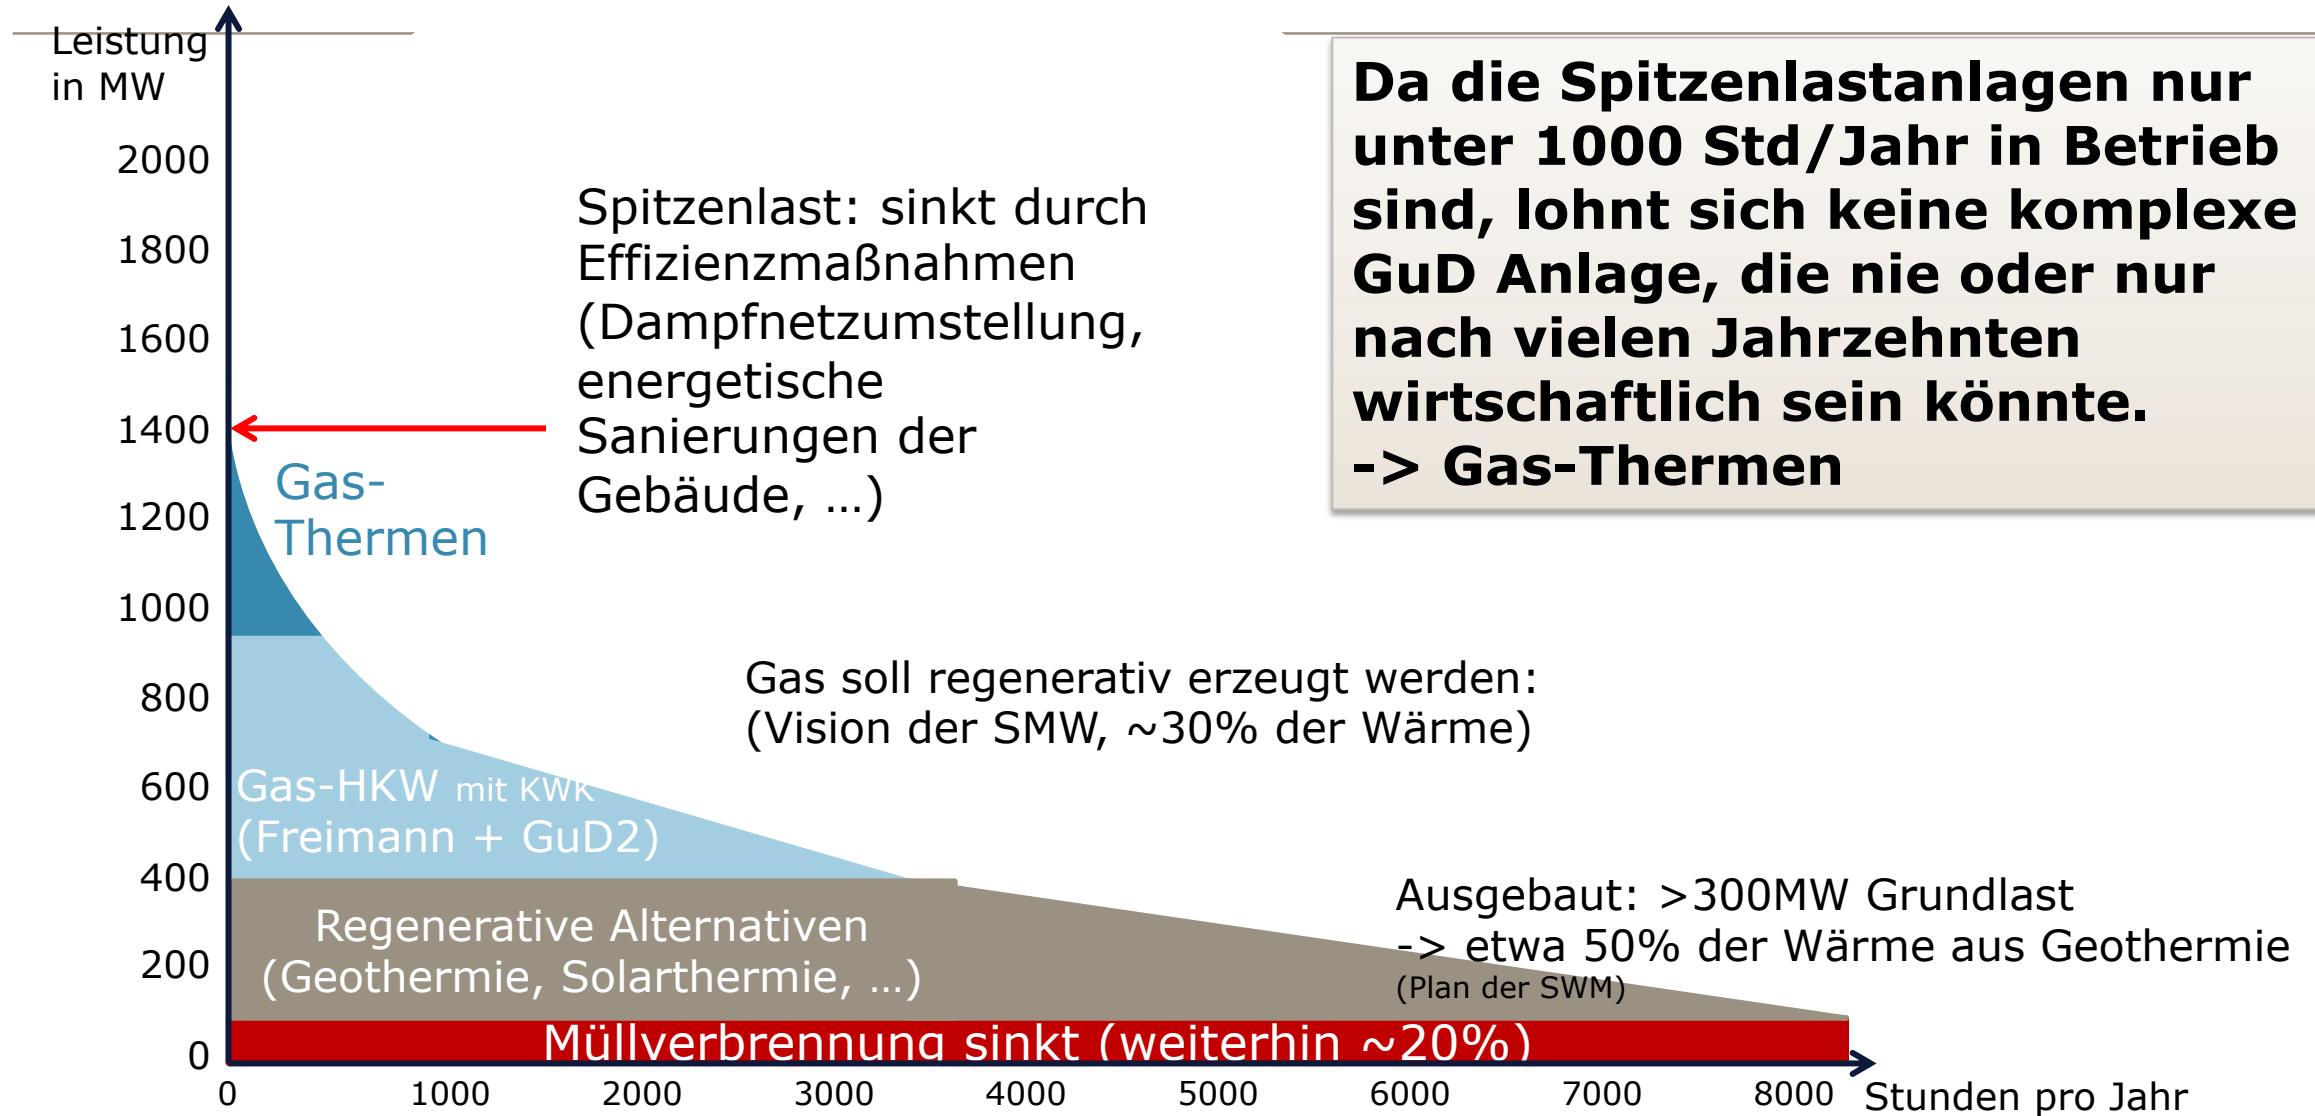 Leistung
in MW
2000
1800
1600
1400
1200
1000
800
600
400
200
0
0 1000 2000 3000 4000 5000 6000 7000 8000 Stunden pro Jahr
Spitzenlast: sinkt durch
Effizienzmaßnahmen
(Dampfnetzumstellung,
energetische
Sanierungen der
Gebäude, …)
Da die Spitzenlastanlagen nur
unter 1000 Std/Jahr in Betrieb
sind, lohnt sich keine komplexe
GuD Anlage, die nie oder nur
nach vielen Jahrzehnten
wirtschaftlich sein könnte.
-> Gas-Thermen
Gas-
Thermen
Gas soll regenerativ erzeugt werden:
(Vision der SMW, ~30% der Wärme)
Gas-HKW mit KWK
(Freimann + GuD2)
Regenerative Alternativen
(Geothermie, Solarthermie, …)
Ausgebaut: >300MW Grundlast
-> etwa 50% der Wärme aus Geothermie
(Plan der SWM)
Müllverbrennung sinkt (weiterhin ~20%)